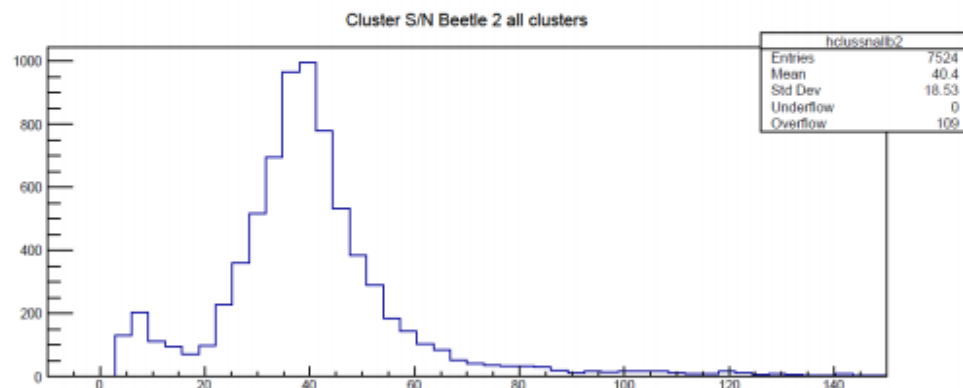 Cluster S/N Beetle 2 all clusters
hclussnallb2
Entries 7524
Mean 40.4
Std Dev 18.53
Underflow 0
Overflow 109
1000
800
600
400
200
0
0 20 40 60 80 100 120 140